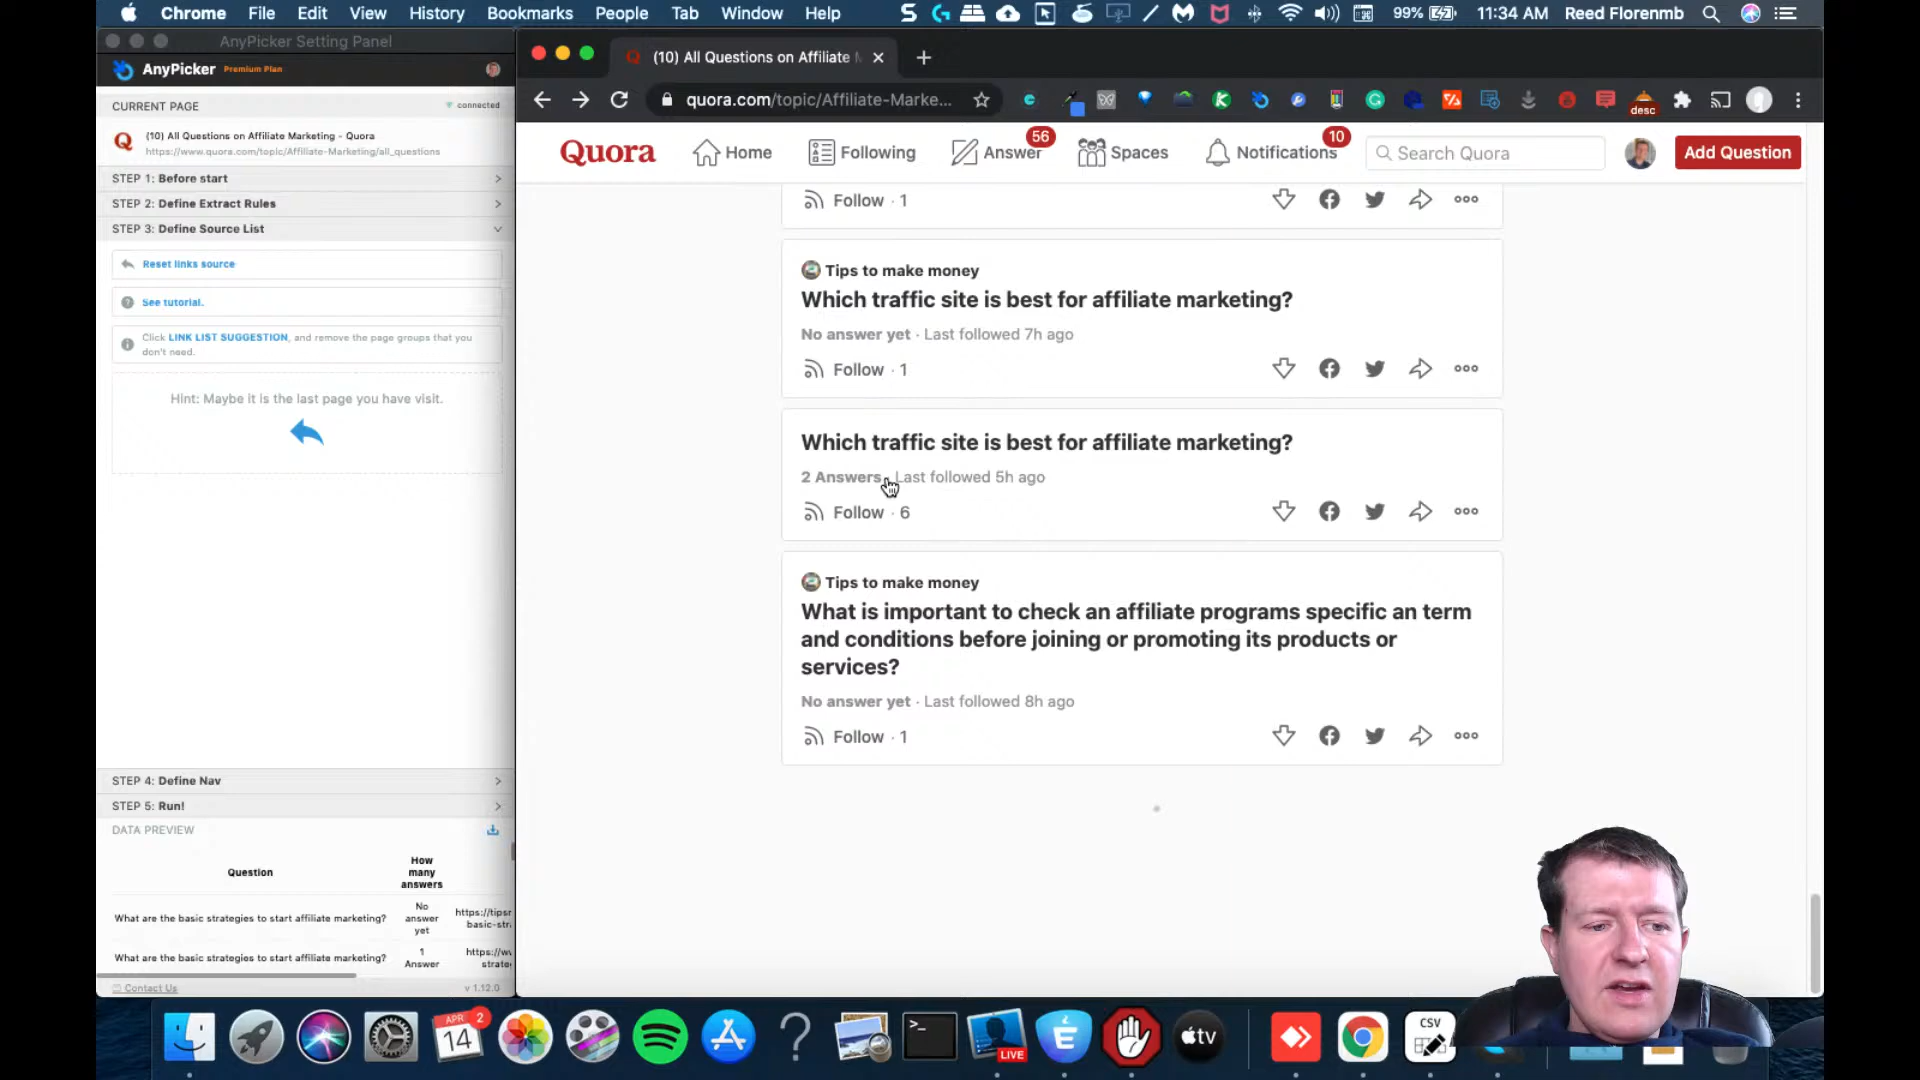 Chrome File Edit View History Bookmarks People Tab Window Help 99% 11:34 AM Reed Florenmb
AnyPicker Setting Panel
AnyPicker Premium Plan
CURRENT PAGE connected
(10) All Questions on Affiliate Marketing - Quora
https://www.quora.com/topic/Affiliate-Marketing/all_questions
STEP 1: Before start
STEP 2: Define Extract Rules
STEP 3: Define Source List
Reset links source
See tutorial.
Click LINK LIST SUGGESTION, and remove the page groups that you
don't need.
Hint: Maybe it is the last page you have visit.
STEP 4: Define Nav
STEP 5: Run!
DATA PREVIEW
Question How many answers
What are the basic strategies to start affiliate marketing? No answer yet https://tipsr basic-str
What are the basic strategies to start affiliate marketing? 1 Answer https://w strate
Contact Us v 1.12.0
(10) All Questions on Affiliate M
quora.com/topic/Affiliate-Marke...
desc
Quora Home Following Answer 56 Spaces Notifications 10 Search Quora Add Question
Follow · 1
Tips to make money
Which traffic site is best for affiliate marketing?
No answer yet · Last followed 7h ago
Follow · 1
Which traffic site is best for affiliate marketing?
2 Answers Last followed 5h ago
Follow · 6
Tips to make money
What is important to check an affiliate programs specific an term
and conditions before joining or promoting its products or
services?
No answer yet · Last followed 8h ago
Follow · 1
APR 2
14
LIVE
tv
CSV